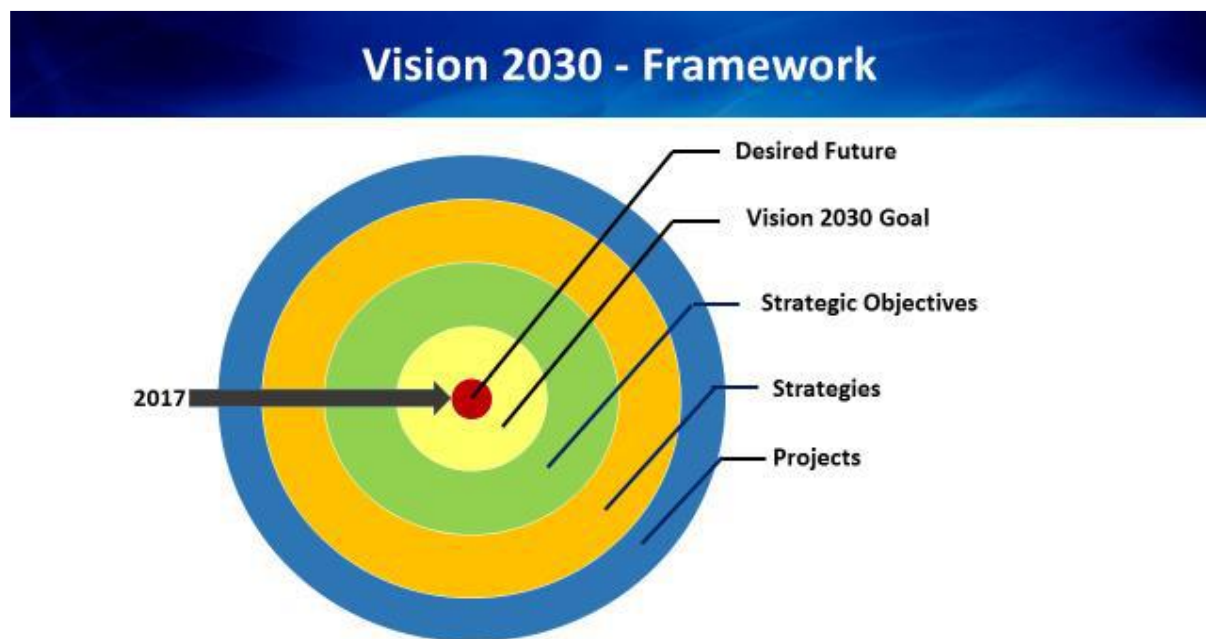 Vision 2030 - Framework
Desired Future
Vision 2030 Goal
Strategic Objectives
2017
Strategies
Projects